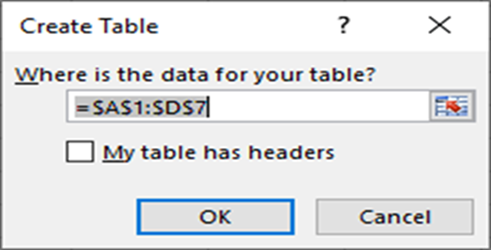 Create Table ? ×
Where is the data for your table?
=$A$1:$D$7
My table has headers
OK Cancel